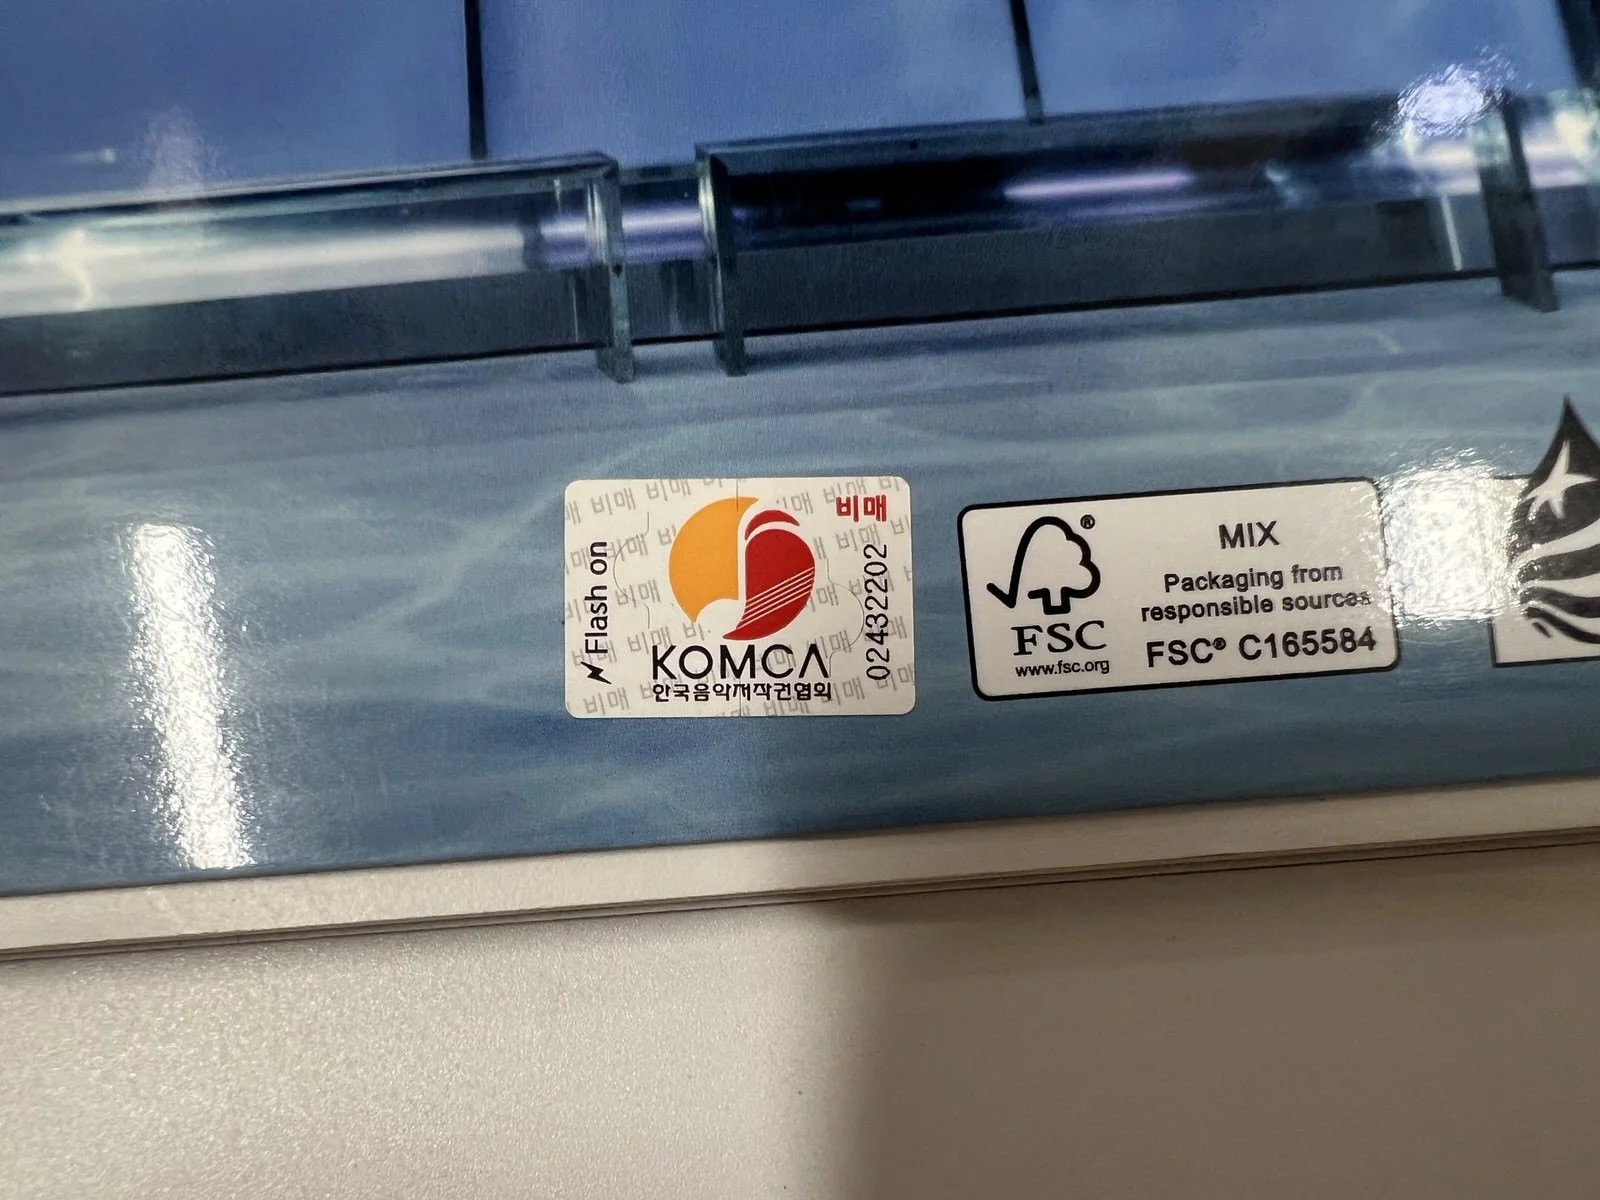 비매
Flash on
02432202
KOMCA
한국음악저작권협회
FSC®
www.fsc.org
MIX
Packaging from
responsible sources
FSC® C165584